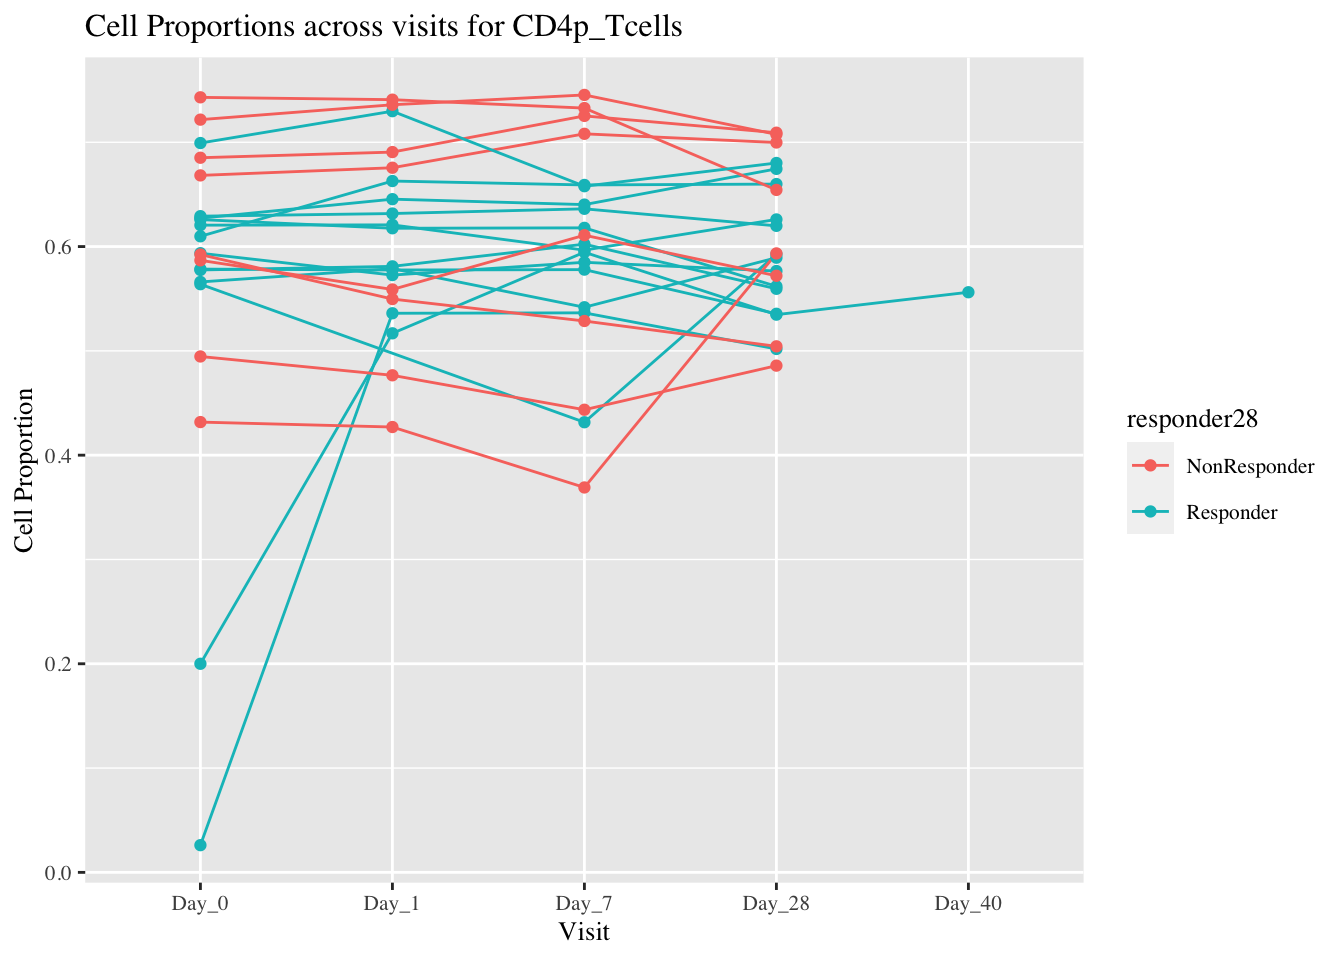 Cell Proportions across visits for CD4p_Tcells
Cell Proportion
0.6
0.4
0.2
0.0
Day_0
Day_1
Day_7
Day_28
Day_40
Visit
responder28
NonResponder
Responder